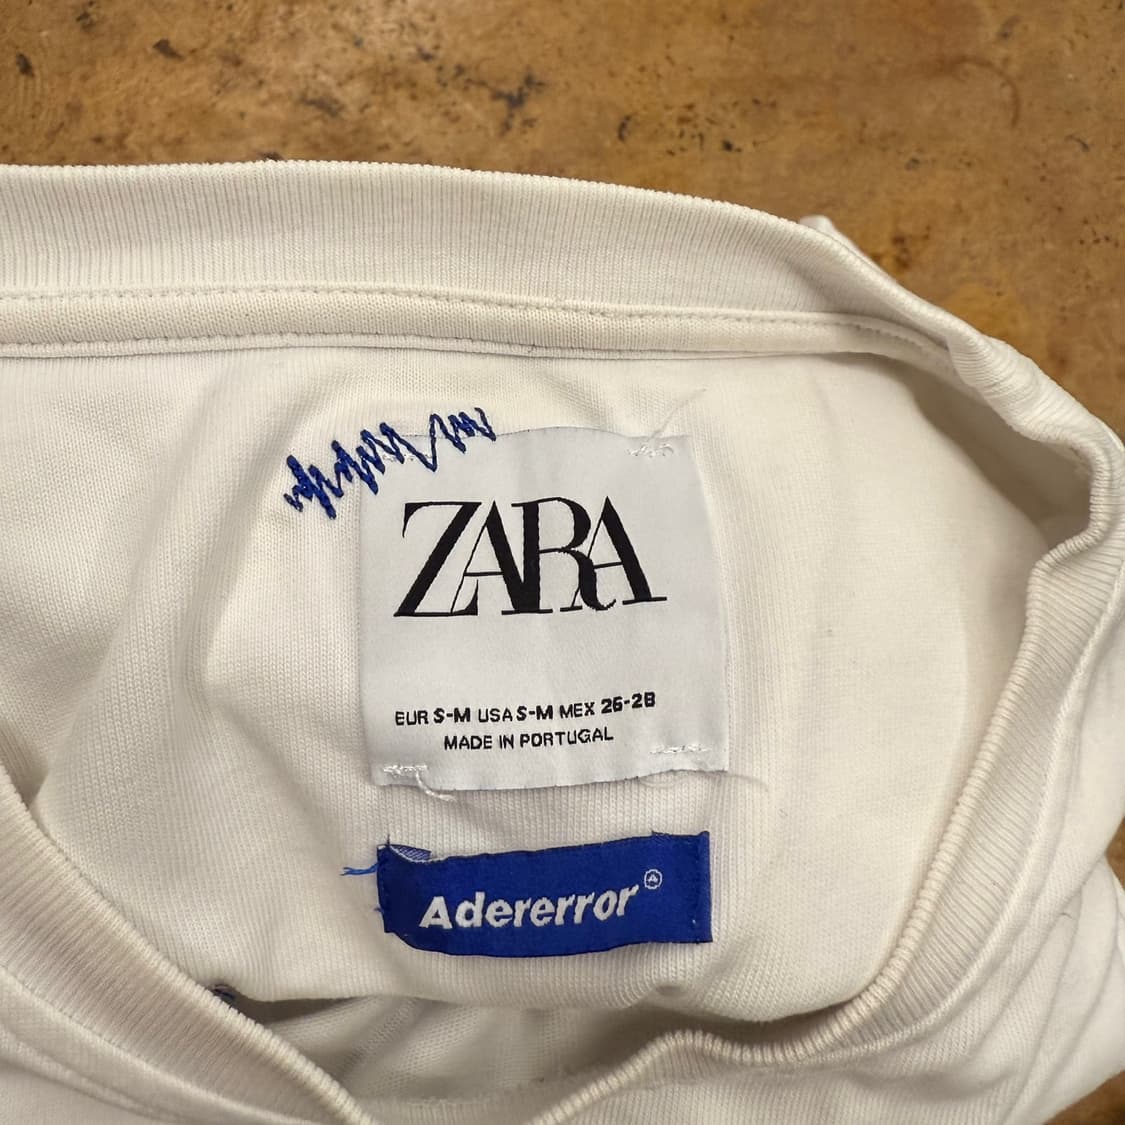 ZARA
EUR S-M USA S-M MEX 26-28
MADE IN PORTUGAL
Adererror Ⓐ